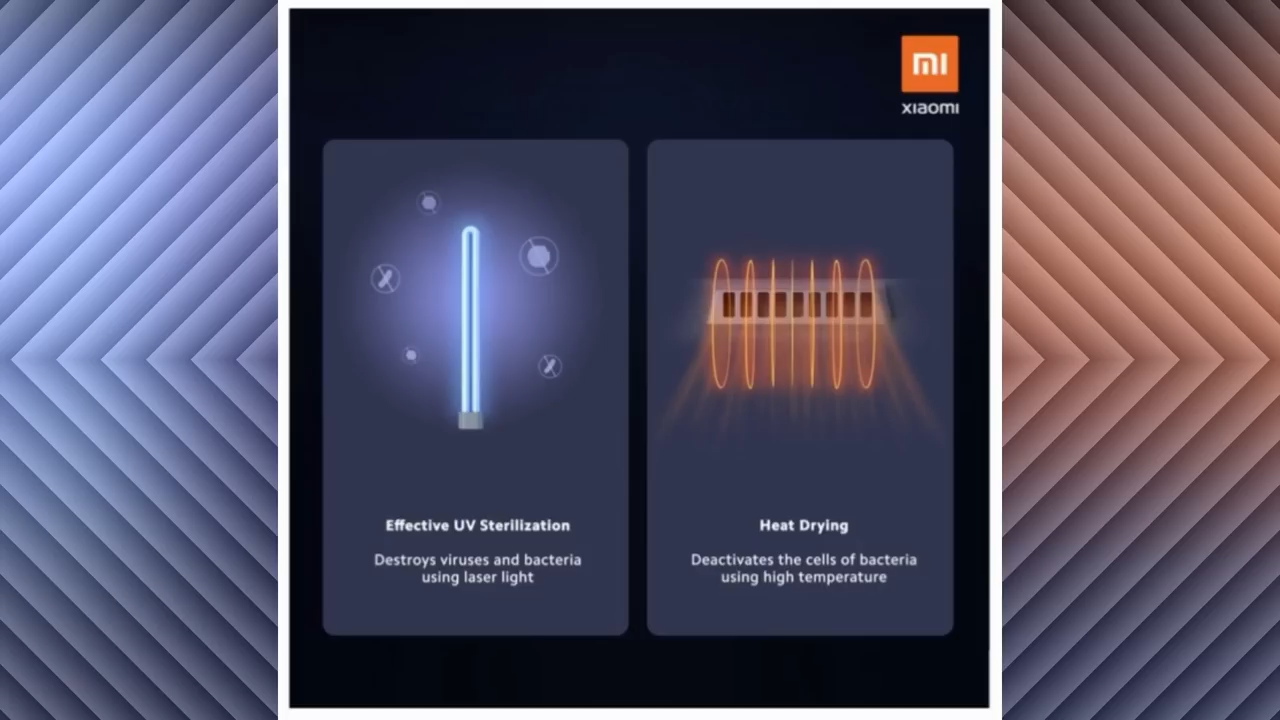 mi
xiaomi
Effective UV Sterilization
Destroys viruses and bacteria
using laser light
Heat Drying
Deactivates the cells of bacteria
using high temperature